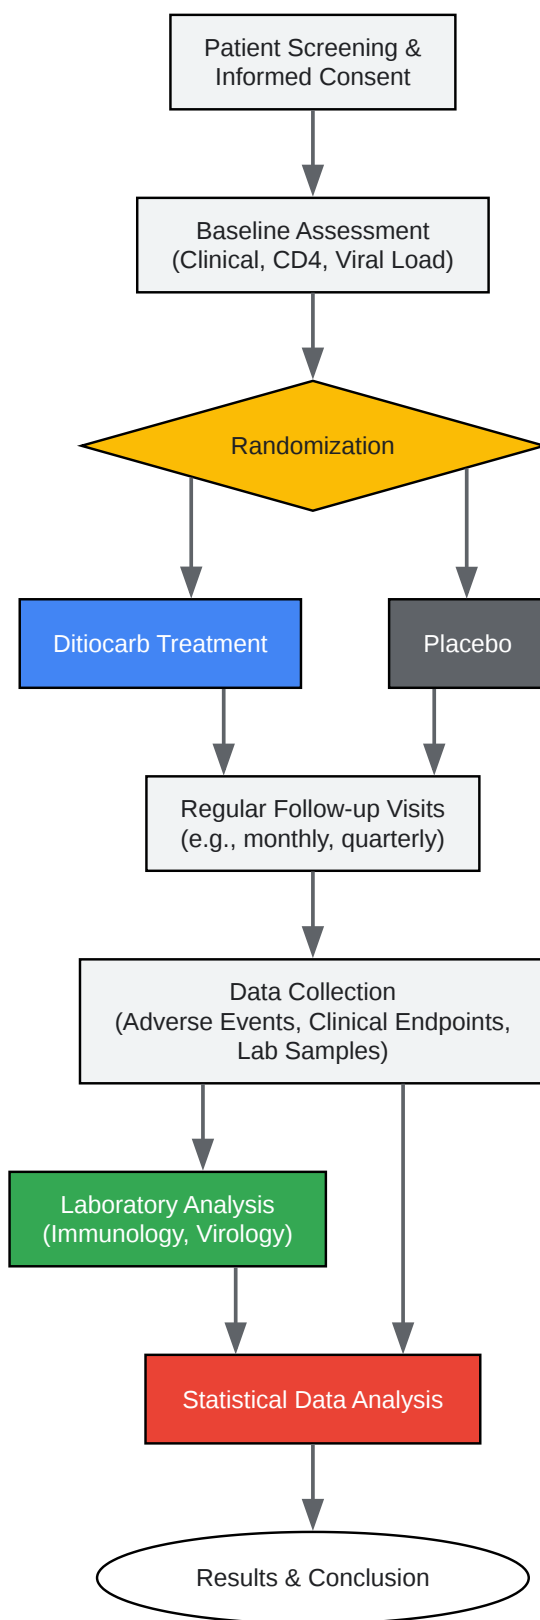 Patient Screening &
Informed Consent
Baseline Assessment
(Clinical, CD4, Viral Load)
Randomization
Ditiocarb Treatment
Placebo
Regular Follow-up Visits
(e.g., monthly, quarterly)
Data Collection
(Adverse Events, Clinical Endpoints,
Lab Samples)
Laboratory Analysis
(Immunology, Virology)
Statistical Data Analysis
Results & Conclusion